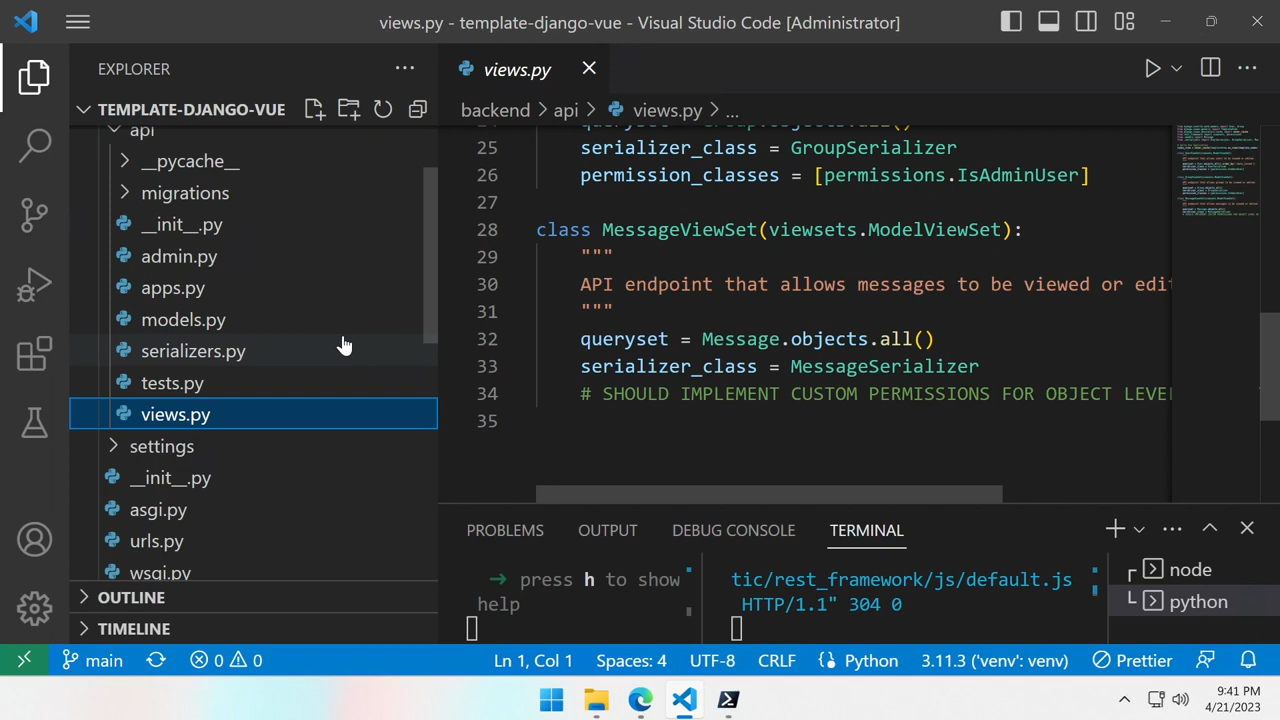 views.py - template-django-vue - Visual Studio Code [Administrator]
EXPLORER
TEMPLATE-DJANGO-VUE
api
__pycache__
migrations
__init__.py
admin.py
apps.py
models.py
serializers.py
tests.py
views.py
settings
__init__.py
asgi.py
urls.py
wsgi.py
OUTLINE
TIMELINE
views.py
backend > api > views.py > ...
24 queryset = Group.objects.all()
25 serializer_class = GroupSerializer
26 permission_classes = [permissions.IsAdminUser]
27
28 class MessageViewSet(viewsets.ModelViewSet):
29 """
30 API endpoint that allows messages to be viewed or edit
31 """
32 queryset = Message.objects.all()
33 serializer_class = MessageSerializer
34 # SHOULD IMPLEMENT CUSTOM PERMISSIONS FOR OBJECT LEVE
35
PROBLEMS OUTPUT DEBUG CONSOLE TERMINAL
➜ press h to show
help
tic/rest_framework/js/default.js
HTTP/1.1" 304 0
node
python
main 0 0 Ln 1, Col 1 Spaces: 4 UTF-8 CRLF Python 3.11.3 ('venv': venv) Prettier
9:41 PM
4/21/2023